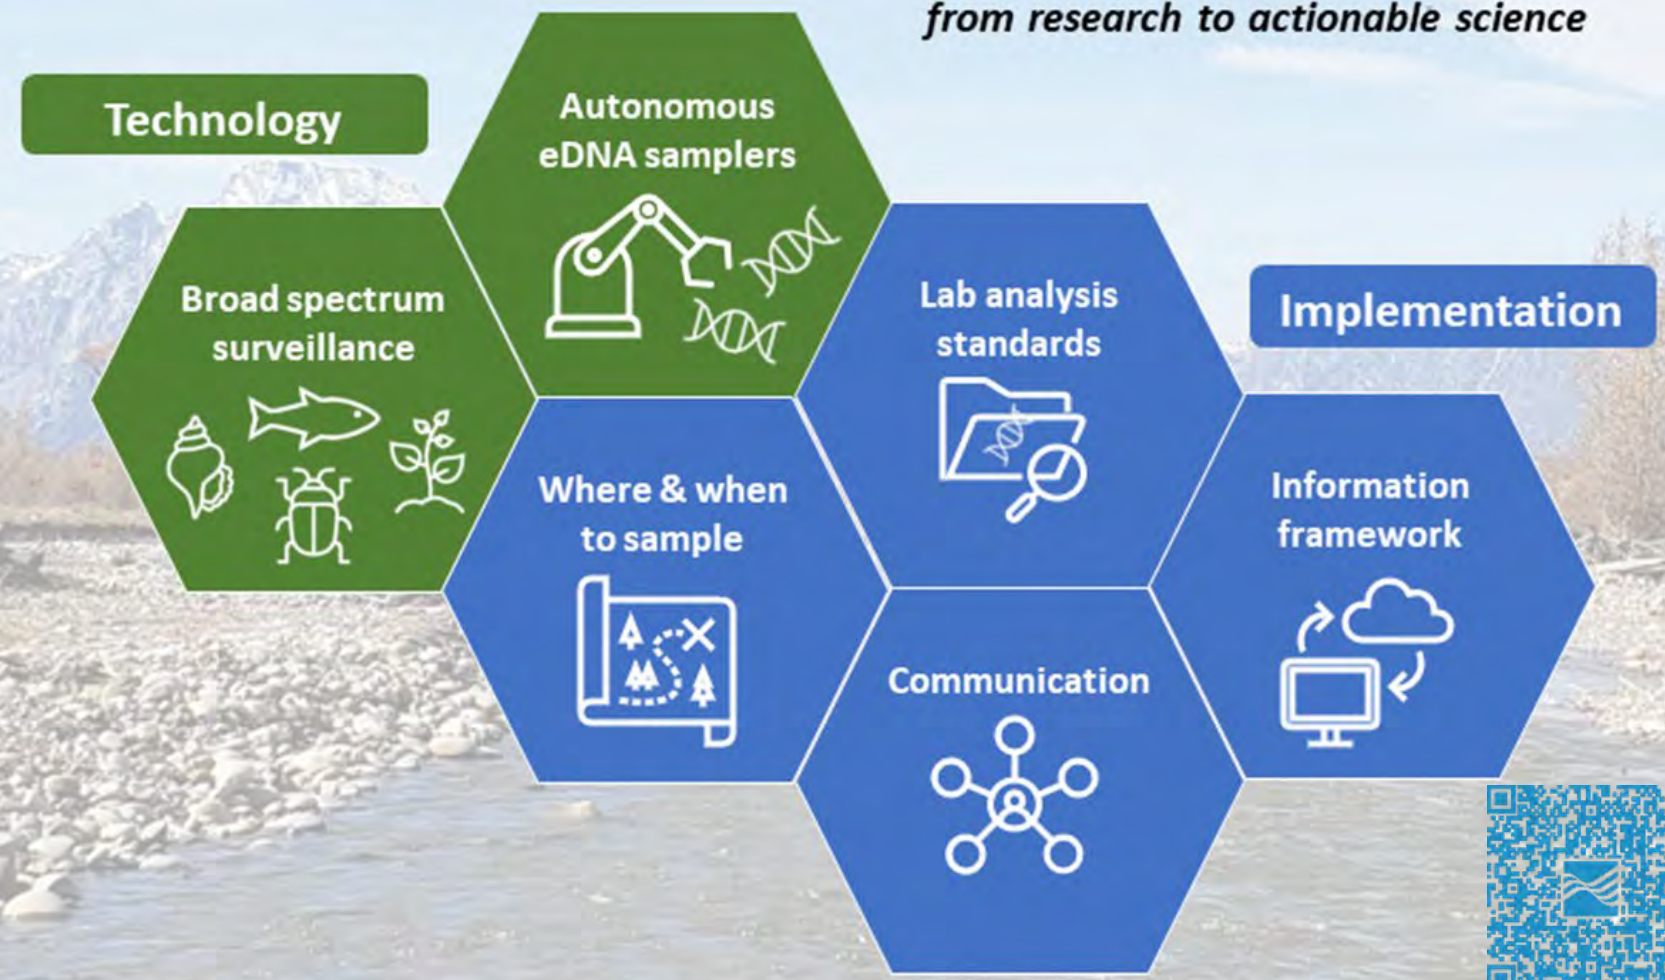 from research to actionable science
Technology
Autonomous
eDNA samplers
Broad spectrum
surveillance
Lab analysis
standards
Implementation
Where & when
to sample
Information
framework
Communication